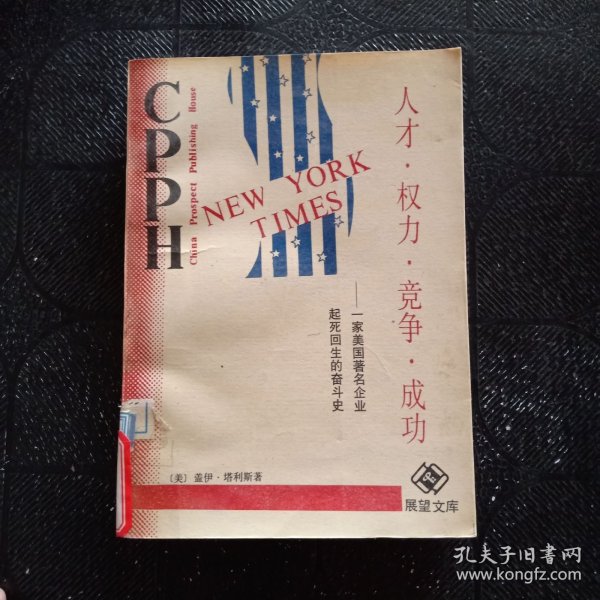 CPPH
China Prospect Publishing House
NEW YORK
TIMES
人才·权力·竞争·成功
——一家美国著名企业
起死回生的奋斗史
〔美〕盖伊·塔利斯著
展望文库
孔夫子旧书网
www.kongfz.com